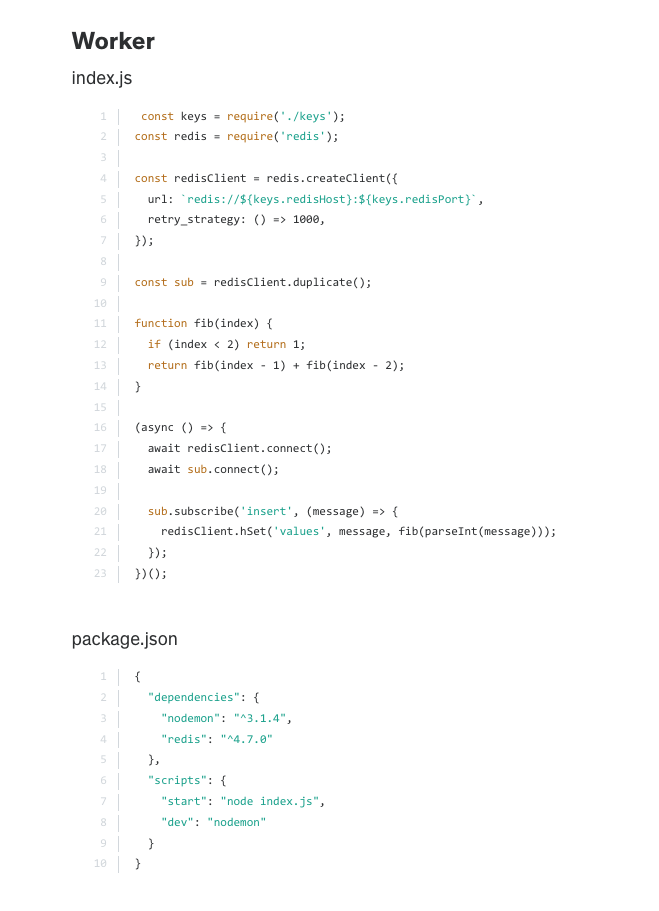 Worker
index.js
1 const keys = require('./keys');
2 const redis = require('redis');
3
4 const redisClient = redis.createClient({
5 url: `redis://${keys.redisHost}:${keys.redisPort}`,
6 retry_strategy: () => 1000,
7 });
8
9 const sub = redisClient.duplicate();
10
11 function fib(index) {
12 if (index < 2) return 1;
13 return fib(index - 1) + fib(index - 2);
14 }
15
16 (async () => {
17 await redisClient.connect();
18 await sub.connect();
19
20 sub.subscribe('insert', (message) => {
21 redisClient.hSet('values', message, fib(parseInt(message)));
22 });
23 })();
package.json
1 {
2 "dependencies": {
3 "nodemon": "^3.1.4",
4 "redis": "^4.7.0"
5 },
6 "scripts": {
7 "start": "node index.js",
8 "dev": "nodemon"
9 }
10 }